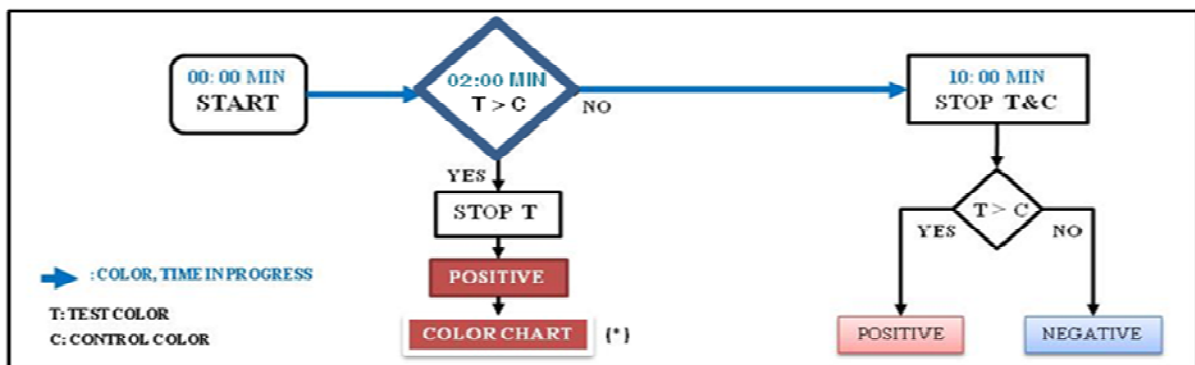 00:00 MIN
START
02:00 MIN
T > C
NO
10:00 MIN
STOP T&C
YES
STOP T
T > C
YES
NO
POSITIVE
: COLOR, TIME IN PROGRESS
T: TEST COLOR
C: CONTROL COLOR
COLOR CHART (*)
POSITIVE
NEGATIVE